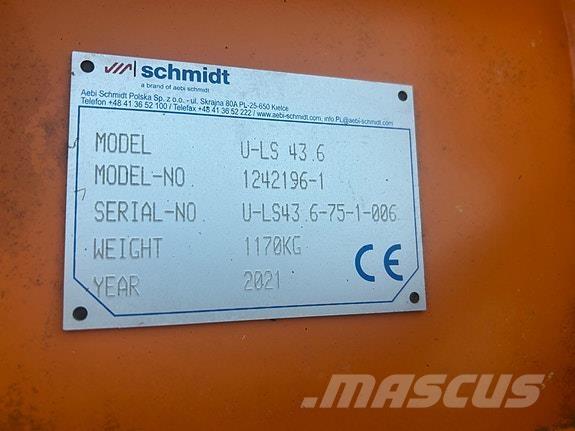 schmidt
a brand of aebi schmidt
Aebi Schmidt Polska Sp. z o.o. - ul. Skrajna 80A PL-25-650 Kielce
Telefon +48 41 36 52 100 / Telefax +48 41 36 52 222 / www.aebi-schmidt.com, info.PL@aebi-schmidt.com
MODEL U-LS 43.6
MODEL-NO. 1242196-1
SERIAL-NO. U-LS43.6-75-1-006
WEIGHT 1170KG
YEAR 2021
CE
MASCUS